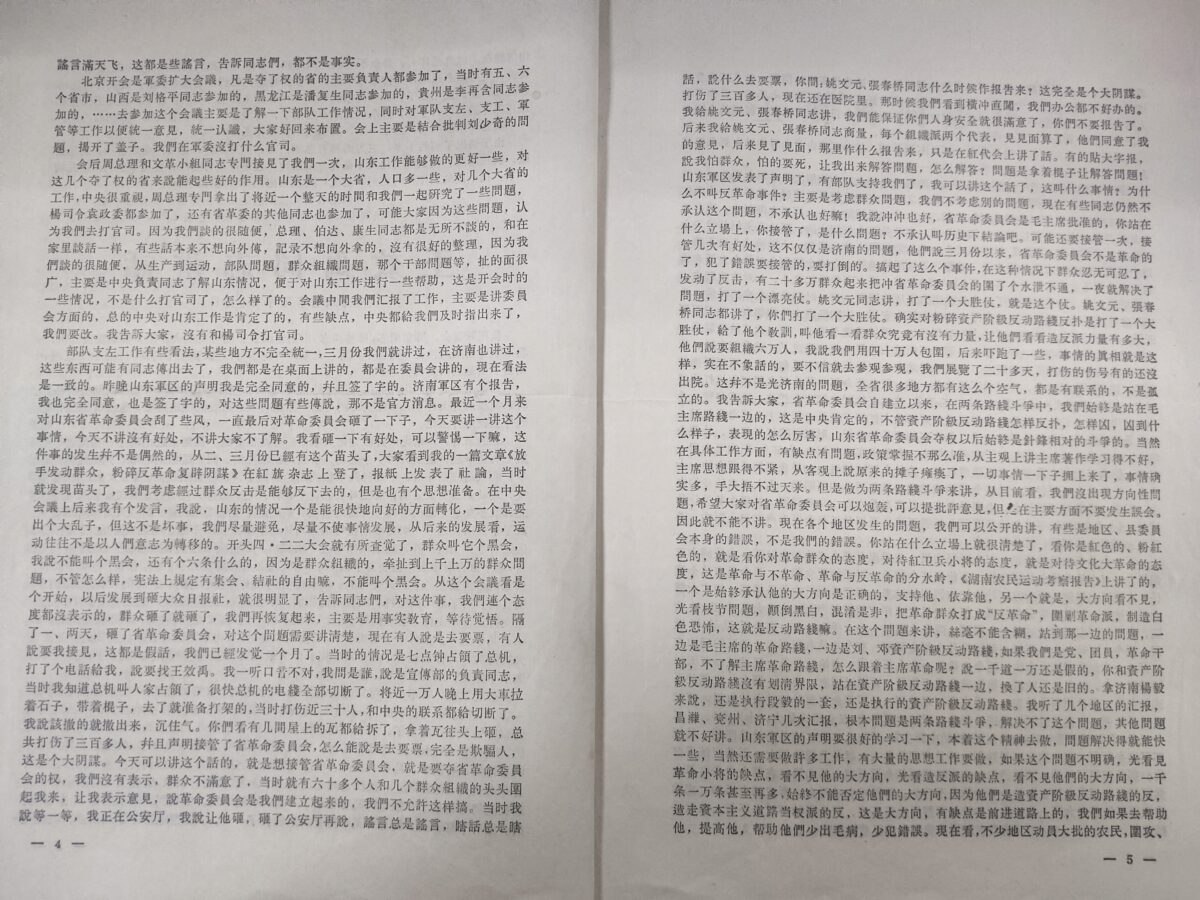 謠言滿天飞，这都是些謠言，告訴同志們，都不是事实。
北京开会是軍委扩大会議，凡是夺了权的省的主要負責人都参加了，当时有五、六
个省市，山西是刘格平同志参加的，黑龙江是潘复生同志参加的，貴州是李再含同志参
加的，……去参加这个会議主要是了解一下部队工作情况，同时对軍队支左、支工、軍
管等工作以便統一意見，統一认識，大家好回来布置。会上主要是結合批判刘少奇的問
題，揭开了盖子。我們在軍委沒打什么官司。
会后周总理和文革小組同志专門接見了我們一次，山东工作能够做的更好一些，对
这几个夺了权的省来說能起些好的作用。山东是一个大省，人口多一些，对几个大省的
工作，中央很重视，周总理专門拿出了将近一个整天的时間和我們一起研究了一些問題，
楊司令袁政委都参加了，还有省革委的其他同志也参加了，可能大家因为这些問題，认
为我們去打官司。因为我們談的很随便，总理、伯达、康生同志都是无所不談的，和在
家里談話一样，有些話本来不想向外傳，記录不想向外拿的，沒有很好的整理，因为我
們談的很随便，从生产到运动，部队問題，群众組織問題，那个干部問題等，扯的面很
广，主要是中央負責同志了解山东情况，便于对山东工作进行一些帮助，这是开会时的
一些情况，不是什么打官司了，怎么样了的。会議中間我們汇报了工作，主要是讲委員
会方面的，总的中央对山东工作是肯定了的，有些缺点，中央都給我們及时指出来了，
我們要改。我告訴大家，沒有和楊司令打官司。
部队支左工作有些看法，某些地方不完全統一，三月份我們就讲过，在济南也讲过，
这些东西可能有同志傳出去了，我們都是在桌面上讲的，都是在委員会讲的，現在看法
是一致的。昨晚山东軍区的声明我是完全同意的，幷且签了字的。济南軍区有个报告，
我也完全同意，也是签了字的，对这些問題有些傳說，那不是官方消息。最近一个月来
对山东省革命委員会刮了些风，一直最后对革命委員会砸了一下子，今天要讲一讲这个
事情，今天不讲沒有好处，不讲大家不了解。我看砸一下有好处，可以警惕一下嘛，这
件事的发生幷不是偶然的，从二、三月份已經有这个苗头了，大家看到我的一篇文章《放
手发动群众，粉碎反革命复辟阴謀》在紅旗杂志上登了，报紙上发表了社論，当时
就发現苗头了，我們考虑經过群众反击是能够反下去的，但是也有个思想准备。在中央
会議上后来我有个发言，我說，山东的情况一个是能很快地向好的方面轉化，一个是要
出个大乱子，但这不是坏事，我們尽量避免，尽量不使事情发展，从后来的发展看，运
动往往不是以人們意志为轉移的。开头四·二二大会就有所查觉了，群众叫它个黑会，
我說不能叫个黑会，还有个六条什么的，因为是群众組織的，牵扯到上千上万的群众問
題，不管怎么样，宪法上規定有集会、結社的自由嘛，不能叫个黑会。从这个会議看是
个开始，以后发展到砸大众日报社，就很明显了，告訴同志們，对这件事，我們連个态
度都沒表示的，群众砸了就砸了，我們再恢复起来，主要是用事实教育，等待觉悟。隔
了一、两天，砸了省革命委員会，对这个問題需要讲清楚，現在有人說是去要票，有人
說要我接見，这都是假話，我們已經发觉一个月了。当时的情况是七点钟占領了总机，
打了个电話給我，說要找王效禹。我一听口音不对，我問是誰，說是宣傳部的負責同志，
当时我知道总机叫人家占領了，很快总机的电綫全部切断了。将近一万人晚上用大車拉
着石子，带着棍子，去了就准备打架的，当时打伤近三十人，和中央的联系都給切断了。
我說該撤的就撤出来，沉住气。你們看有几間屋上的瓦都給拆了，拿着瓦往头上砸，总
共打伤了三百多人，幷且声明接管了省革命委員会，怎么能說是去要票，完全是欺騙人，
这是个大阴謀。今天可以讲这个話的，就是想接管革命委員会，就是要夺省革命委員
会的权，我們沒有表示，群众不滿意了，当时就有六十多个人和几个群众組織的头头圍
起我来，让我表示意見，說革命委員会是我們建立起来的，我們不允許这样搞。当时我
說等一等，我正在公安厅，我說让他砸，砸了公安厅再說，謠言总是謠言，瞎話总是瞎
— 4 —
話，說什么去要票，你問：姚文元、張春桥同志什么时候作报告来？这完全是个大阴謀。
打伤了三百多人，現在还在医院里。那时候我們看到横冲直闖，我們办公都不好办的。
我給姚文元、張春桥同志讲，我們能保证你們人身安全就很滿意了，你們不要报告了。
后来我給姚文元、張春桥同志商量，每个組織派两个代表，見見面算了，他們同意了我
的意見，后来見了見面，那里作什么报告来，只是在紅代会上讲了話。有的貼大字报，
說我怕群众，怕的要死，让我出来解答問題，怎么解答？問題是拿着棍子让解答問題！
山东軍区发表了声明了，有部队支持我們了，我可以讲这个話了，这叫什么事情？为什
么不叫反革命事件？主要是考虑群众問題，我們不考虑別的問題，現在有些同志仍然不
承认这个問題，不承认也好嘛！我說冲冲也好，省革命委員会是毛主席批准的，你站在
什么立場上，你接管了，是什么問題？不承认叫历史下結論吧。可能还要接管一次，接
管几次有好处，这不仅仅是济南的問題，他們說三月份以来，省革命委員会不是革命的
了，犯了錯誤要接管的，要打倒的。搞起了这么个事件，在这种情况下群众忍无可忍了，
发动了反击，有二十多万群众起来把冲省革命委員会的圍了个水泄不通，一夜就解决了
問題，打了一个漂亮仗。姚文元同志讲，打了一个大胜仗，就是这个仗。姚文元、張春
桥同志都讲了，你們打了一个大胜仗。确实对粉碎資产阶級反动路綫反扑是打了一个大
胜仗，給了他个敎訓，叫他看一看群众究竟有沒有力量，让他們看看造反派力量有多大，
他們說要組織六万人，我說我們用四十万人包圍，后来吓跑了一些，事情的眞相就是这
样，实在不象話的，要不信就去参观参观，我們展覽了二十多天，打伤的伤号有的还沒
出院。这幷不是光济南的問題，全省很多地方都有这么个空气，都是有联系的，不是孤
立的。我告訴大家，省革命委員会自建立以来，在两条路綫斗爭中，我們始終是站在毛
主席路綫一边的，这是中央肯定的，不管資产阶級反动路綫怎样反扑，怎样凶，凶到什
么样子，表現的怎么厉害，山东省革命委員会夺权以后始終是針鋒相对的斗爭的。当然
在具体工作方面，有缺点有問題，政策掌握不那么准，从主观上讲主席著作学习得不好，
主席思想跟得不紧，从客观上說原来的摊子瘫瘓了，一切事情一下子拥上来了，事情确
实多，手大捂不过天来。但是做为两条路綫斗爭来讲，从目前看，我們沒出現方向性問
題，希望大家对省革命委員会可以炮轰，可以提批評意見，但在主要方面不要发生誤会。
因此就不能不讲。現在各个地区发生的問題，我們可以公开的讲，有些是地区、县委員
会本身的錯誤，不是我們的錯誤。你站在什么立場上就很清楚了，看你是紅色的、粉紅
色的，就是看你对革命群众的态度，对待紅卫兵小将的态度，就是对待文化大革命的态
度，这是革命与不革命、革命与反革命的分水岭，《湖南农民运动考察报告》上讲了的，
一个是始終承认他的大方向是正确的，支持他、依靠他，另一个就是，大方向看不見，
光看枝节問題，顚倒黑白，混淆是非，把革命群众打成“反革命”，圍剿革命派，制造白
色恐怖，这就是反动路綫嘛。在这个問題来讲，絲毫不能含糊，站到那一边的問題，一
边是毛主席的革命路綫，一边是刘、邓資产阶級反动路綫，如果我們是党、团員，革命干
部，不了解主席革命路綫，怎么跟着主席革命呢？說一千道一万还是假的，你和資产阶
級反动路綫沒有划清界限，站在資产阶級反动路綫一边，換了人还是旧的。拿济南楊毅
来說，还是执行段毅的一套，还是执行的資产阶級反动路綫。我听了几个地区的汇报，
昌濰、兗州、济宁几次汇报，根本問題是两条路綫斗爭，解决不了这个問題，其他問題
就不好讲。山东軍区的声明要很好的学习一下，本着这个精神去做，問題解决得就能快
一些，当然还需要做許多工作，有大量的思想工作要做，如果这个問題不明确，光看見
革命小将的缺点，看不見他的大方向，光看造反派的缺点，看不見他們的大方向，一千
条一万条甚至再多，始終不能否定他們的大方向，因为他們是造資产阶級反动路綫的反，
造走資本主义道路当权派的反，这是大方向，有缺点是前进道路上的，我們如果去帮助
他，提高他，帮助他們少出毛病，少犯錯誤。現在看，不少地区动員大批的农民，圍攻、
— 5 —